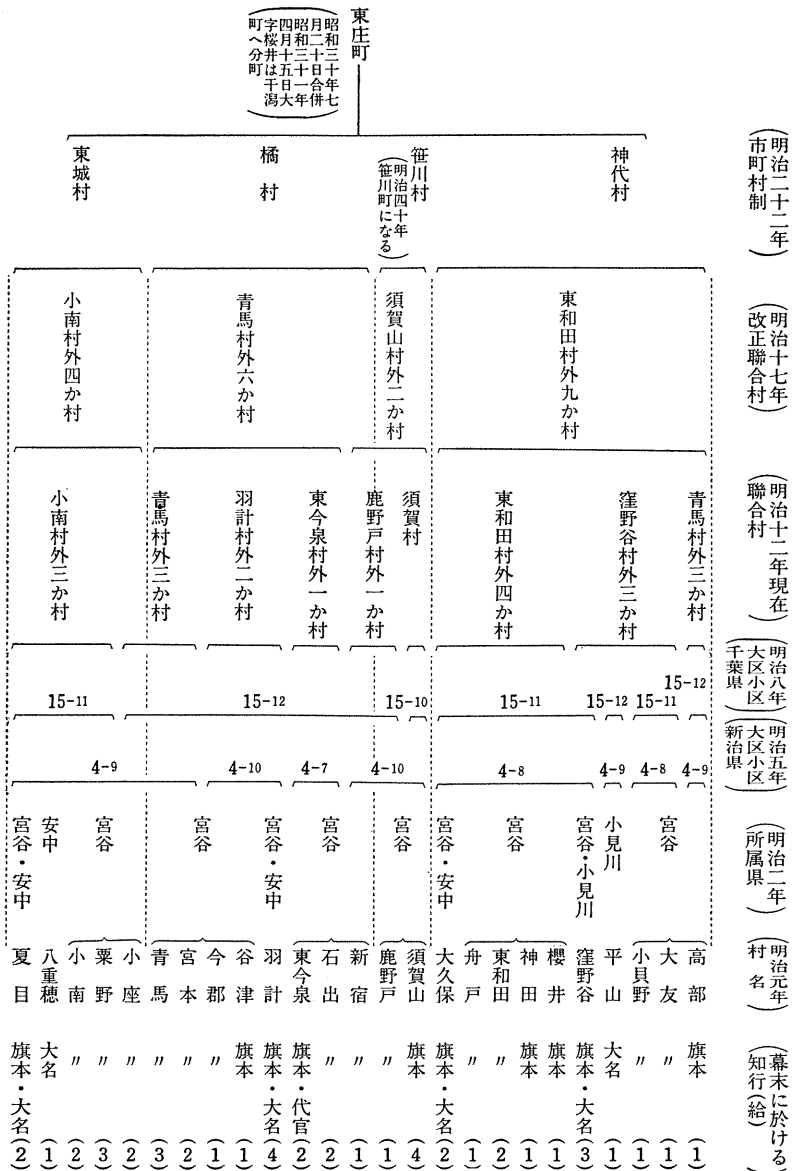 (明治二十二年
市町村制)
(明治十七年
改正聯合村)
(明治十二年現在
聯合村)
(明治八年
大区小区
千葉県)
(明治五年
大区小区
新治県)
(明治二年
所属県)
(明治元年
村名)
(幕末に於ける
知行(給))
東庄町
(昭和三十年七
月二十日合併
昭和三十一年
四月十五日大
字桜井は干潟
町へ分町)
神代村
笹川村
(明治四十年
笹川町になる)
橘村
東城村
東和田村外九か村
須賀山村外二か村
青馬村外六か村
小南村外四か村
青馬村外三か村
窪野谷村外三か村
東和田村外四か村
須賀村
鹿野戸村外一か村
東今泉村外一か村
羽計村外二か村
青馬村外三か村
小南村外三か村
15-12
15-11
15-12
15-11
15-10
15-12
15-11
4-9
4-8
4-9
4-8
4-10
4-7
4-10
4-9
宮谷
小見川
宮谷・小見川
宮谷
宮谷・安中
宮谷
宮谷
宮谷・安中
宮谷
宮谷
安中
宮谷・安中
高部 旗本(1)
大友 〃(1)
小貝野 〃(1)
平山 大名(1)
窪野谷 旗本・大名(3)
櫻井 旗本(1)
神田 旗本(1)
東和田 〃(2)
舟戸 〃(1)
大久保 旗本・大名(2)
須賀山 旗本(4)
鹿野戸 〃(1)
新宿 〃(1)
石出 〃(2)
東今泉 旗本・代官(2)
羽計 旗本・大名(4)
谷津 旗本(1)
今郡 〃(1)
宮本 〃(2)
青馬 〃(3)
小座 〃(2)
粟野 〃(3)
小南 〃(2)
八重穂 大名(1)
夏目 旗本・大名(2)